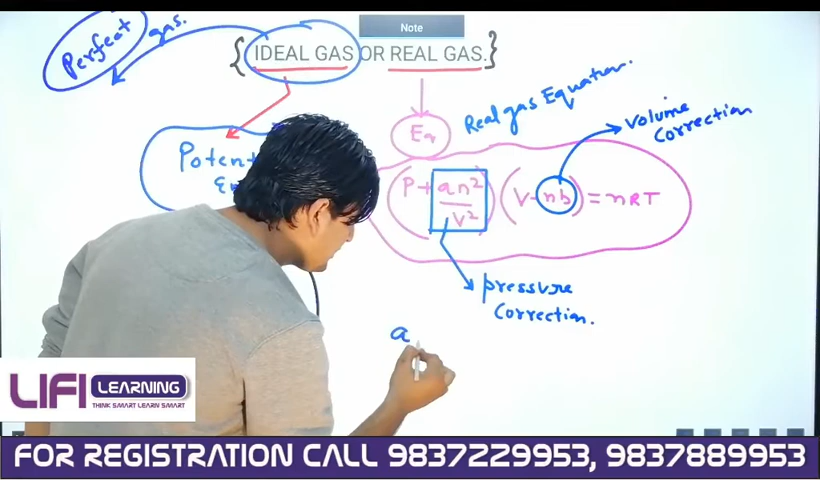 Note
Perfect gas.
{IDEAL GAS OR REAL GAS.}
Eq
Real gas Equation.
volume
correction
Potent
En
(P + an²/V²) (V - nb) = nRT
pressure
correction.
a
LIFI LEARNING
THINK SMART LEARN SMART
FOR REGISTRATION CALL 9837229953, 9837889953